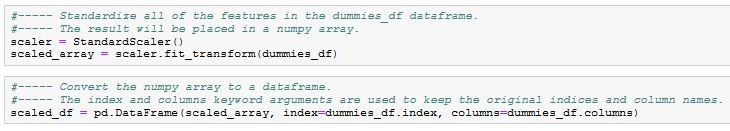 #----- Standardize all of the features in the dummies_df dataframe.
#----- The result will be placed in a numpy array.
scaler = StandardScaler()
scaled_array = scaler.fit_transform(dummies_df)
#----- Convert the numpy array to a dataframe.
#----- The index and columns keyword arguments are used to keep the original indices and column names.
scaled_df = pd.DataFrame(scaled_array, index=dummies_df.index, columns=dummies_df.columns)